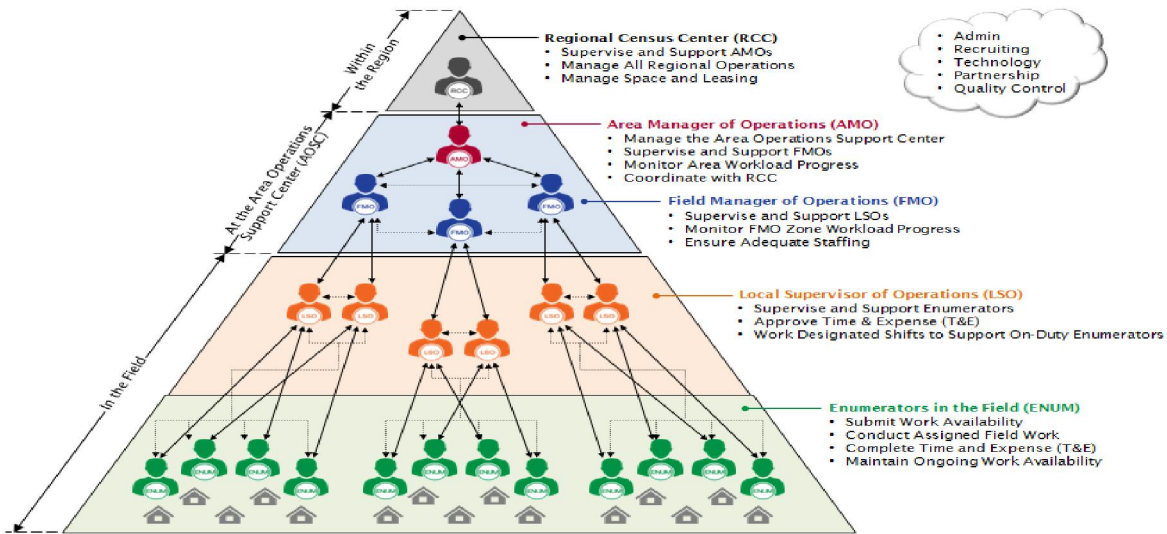 Within
the Region
At the Area Operations
Support Center (AOSC)
In the Field
Regional Census Center (RCC)
• Supervise and Support AMOs
• Manage All Regional Operations
• Manage Space and Leasing
• Admin
• Recruiting
• Technology
• Partnership
• Quality Control
RCC
Area Manager of Operations (AMO)
• Manage the Area Operations Support Center
• Supervise and Support FMOs
• Monitor Area Workload Progress
• Coordinate with RCC
AMO
Field Manager of Operations (FMO)
• Supervise and Support LSOs
• Monitor FMO Zone Workload Progress
• Ensure Adequate Staffing
FMO
FMO
FMO
Local Supervisor of Operations (LSO)
• Supervise and Support Enumerators
• Approve Time & Expense (T&E)
• Work Designated Shifts to Support On-Duty Enumerators
LSO
LSO
LSO
LSO
LSO
LSO
Enumerators in the Field (ENUM)
• Submit Work Availability
• Conduct Assigned Field Work
• Complete Time and Expense (T&E)
• Maintain Ongoing Work Availability
ENUM
ENUM
ENUM
ENUM
ENUM
ENUM
ENUM
ENUM
ENUM
ENUM
ENUM
ENUM